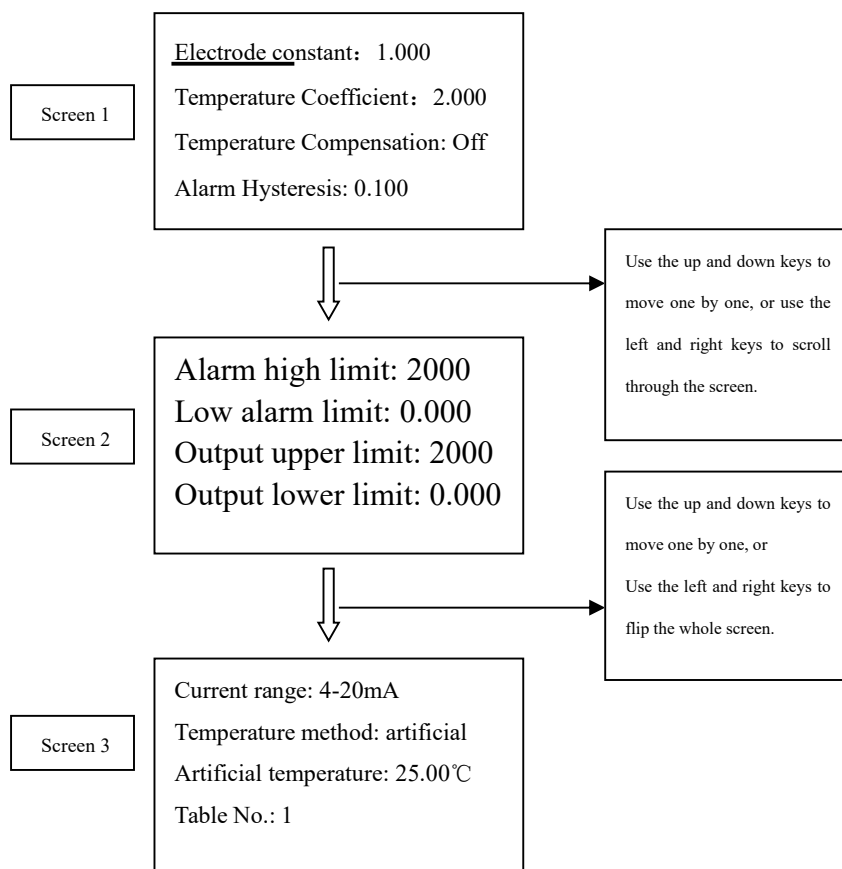 Screen 1
Electrode constant：1.000
Temperature Coefficient：2.000
Temperature Compensation: Off
Alarm Hysteresis: 0.100
Use the up and down keys to
move one by one, or use the
left and right keys to scroll
through the screen.
Screen 2
Alarm high limit: 2000
Low alarm limit: 0.000
Output upper limit: 2000
Output lower limit: 0.000
Use the up and down keys to
move one by one, or
Use the left and right keys to
flip the whole screen.
Screen 3
Current range: 4-20mA
Temperature method: artificial
Artificial temperature: 25.00℃
Table No.: 1